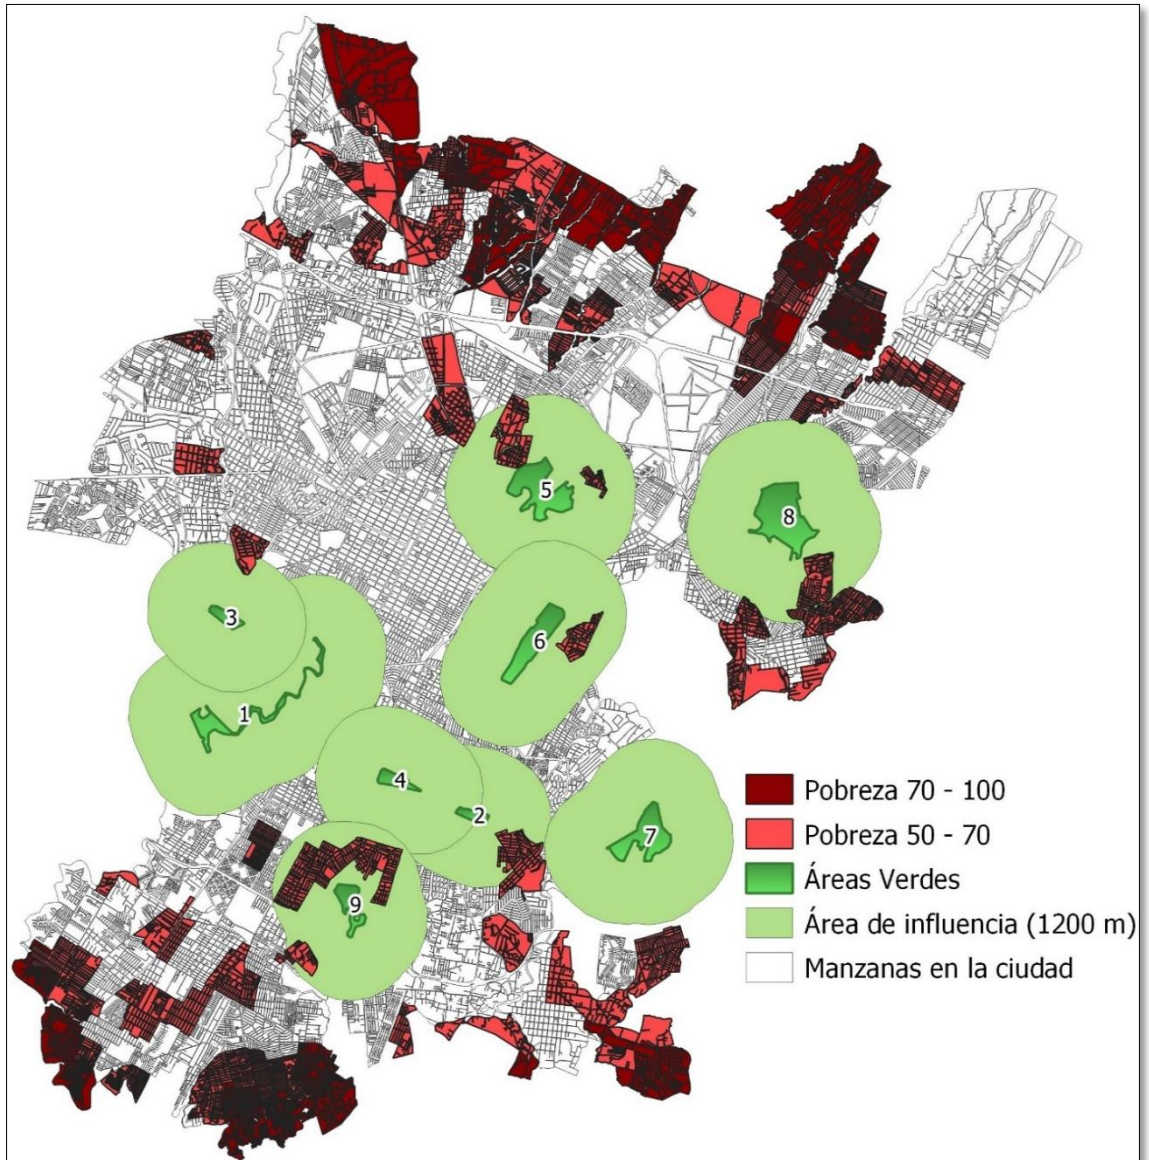 5
8
3
6
1
4
2
7
9
Pobreza 70 - 100
Pobreza 50 - 70
Áreas Verdes
Área de influencia (1200 m)
Manzanas en la ciudad